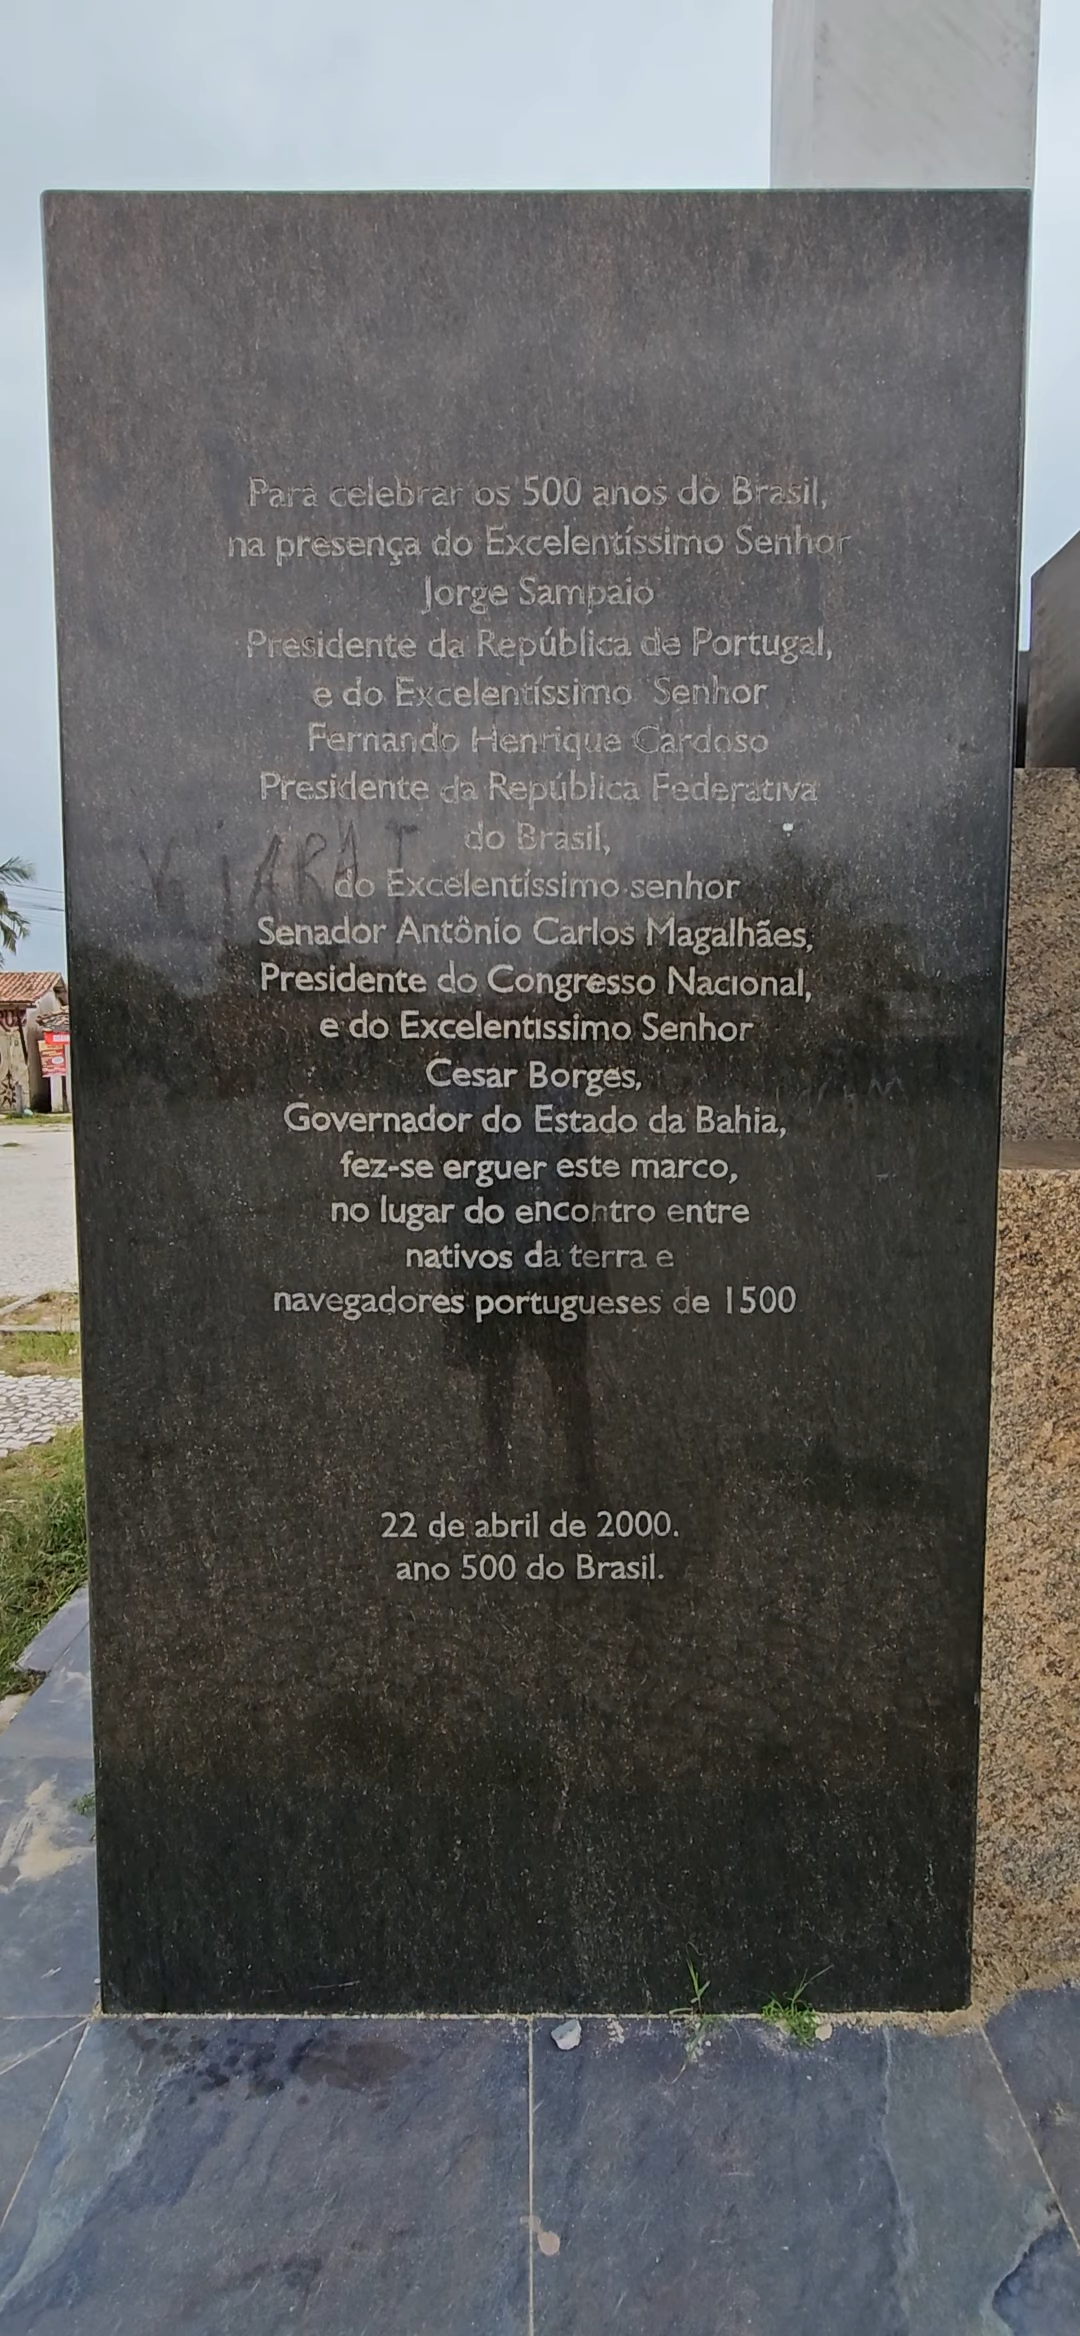 Para celebrar os 500 anos do Brasil,
na presença do Excelentíssimo Senhor
Jorge Sampaio
Presidente da República de Portugal,
e do Excelentíssimo Senhor
Fernando Henrique Cardoso
Presidente da República Federativa
do Brasil,
do Excelentíssimo senhor
Senador Antônio Carlos Magalhães,
Presidente do Congresso Nacional,
e do Excelentissimo Senhor
Cesar Borges,
Governador do Estado da Bahia,
fez-se erguer este marco,
no lugar do encontro entre
nativos da terra e
navegadores portugueses de 1500
22 de abril de 2000.
ano 500 do Brasil.